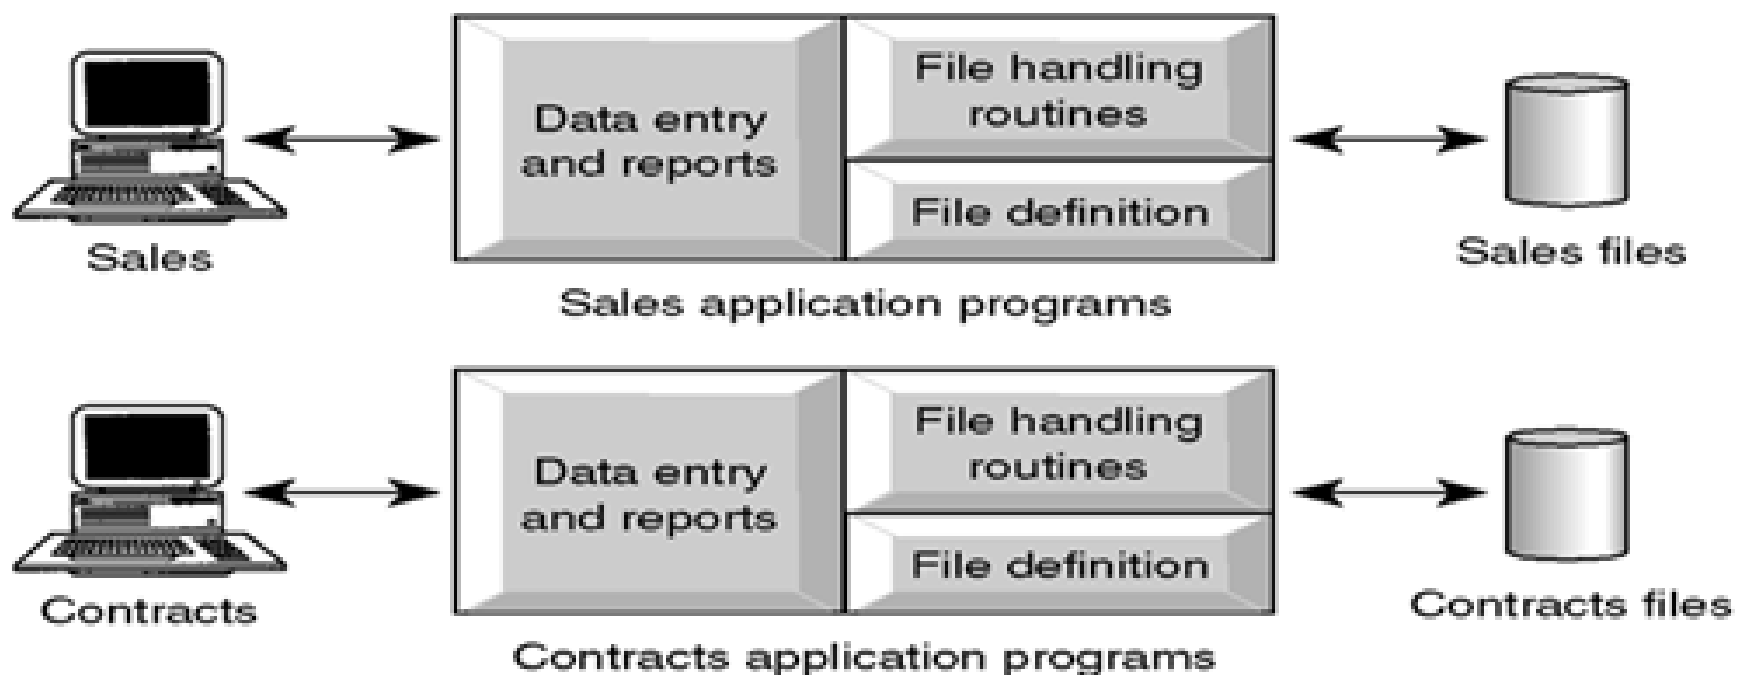 Data entry
and reports
File handling
routines
File definition
Sales
Sales files
Sales application programs
Data entry
and reports
File handling
routines
File definition
Contracts
Contracts files
Contracts application programs